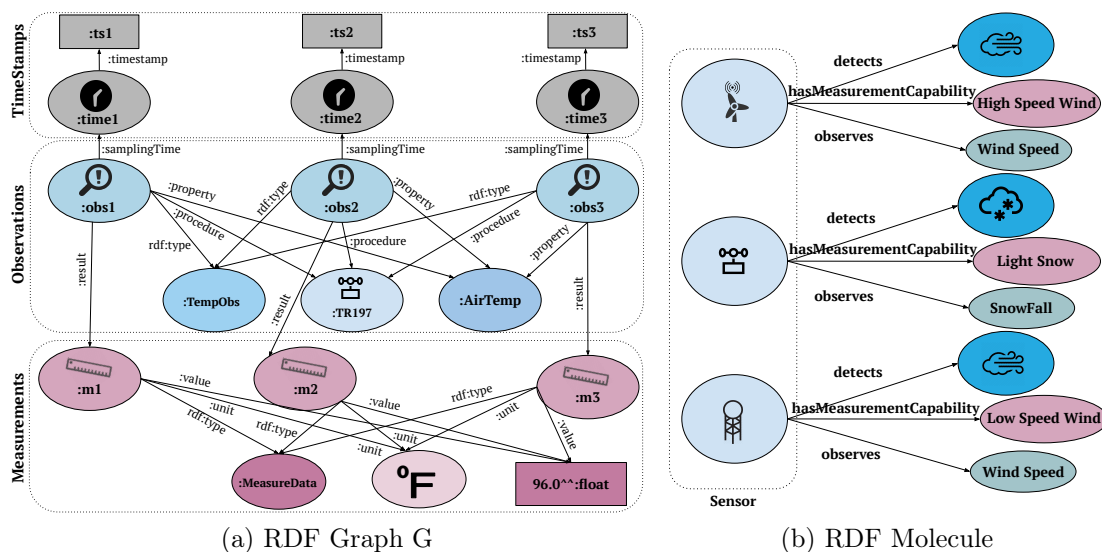 TimeStamps
:ts1
:ts2
:ts3
:timestamp
:timestamp
:timestamp
:time1
:time2
:time3
:samplingTime
:samplingTime
:samplingTime
Observations
:obs1
:obs2
:obs3
:property
:procedure
rdf:type
rdf:type
:property
:procedure
rdf:type
:procedure
:property
:result
:result
:result
:TempObs
:TR197
:AirTemp
Measurements
:m1
:m2
:m3
:value
:unit
rdf:type
rdf:type
:unit
:value
:unit
rdf:type
:unit
:value
:MeasureData
°F
96.0^^:float
(a) RDF Graph G
detects
hasMeasurementCapability
High Speed Wind
observes
Wind Speed
detects
hasMeasurementCapability
Light Snow
observes
SnowFall
detects
hasMeasurementCapability
Low Speed Wind
observes
Wind Speed
Sensor
(b) RDF Molecule